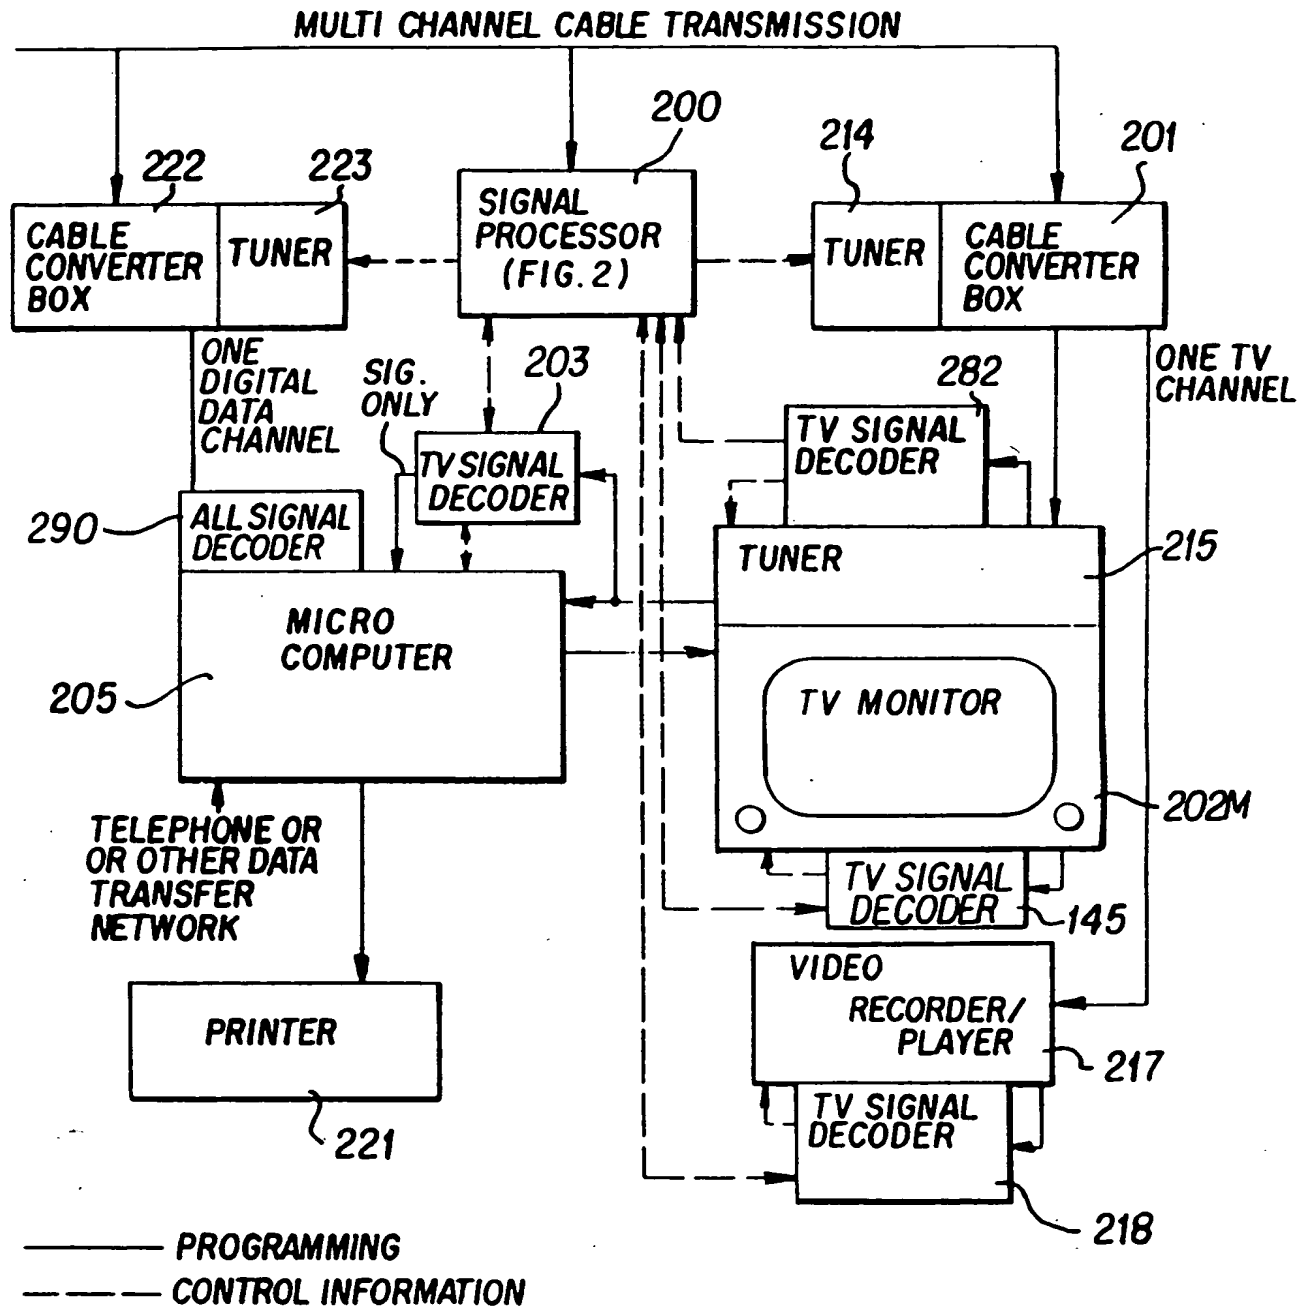 MULTI CHANNEL CABLE TRANSMISSION
200
214
201
222
223
CABLE
CONVERTER
BOX
TUNER
SIGNAL
PROCESSOR
(FIG. 2)
TUNER
CABLE
CONVERTER
BOX
ONE
DIGITAL
DATA
CHANNEL
SIG.
ONLY
203
282
ONE TV
CHANNEL
TV SIGNAL
DECODER
TV SIGNAL
DECODER
290
ALL SIGNAL
DECODER
TUNER
215
MICRO
COMPUTER
205
TV MONITOR
202M
TELEPHONE OR
OR OTHER DATA
TRANSFER
NETWORK
TV SIGNAL
DECODER
145
VIDEO
RECORDER/
PLAYER
217
PRINTER
221
TV SIGNAL
DECODER
218
PROGRAMMING
CONTROL INFORMATION